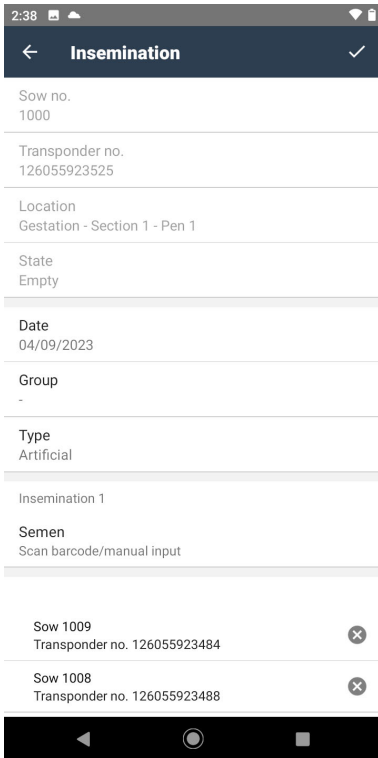 2:38
Insemination
Sow no.
1000
Transponder no.
126055923525
Location
Gestation - Section 1 - Pen 1
State
Empty
Date
04/09/2023
Group
-
Type
Artificial
Insemination 1
Semen
Scan barcode/manual input
Sow 1009
Transponder no. 126055923484
Sow 1008
Transponder no. 126055923488